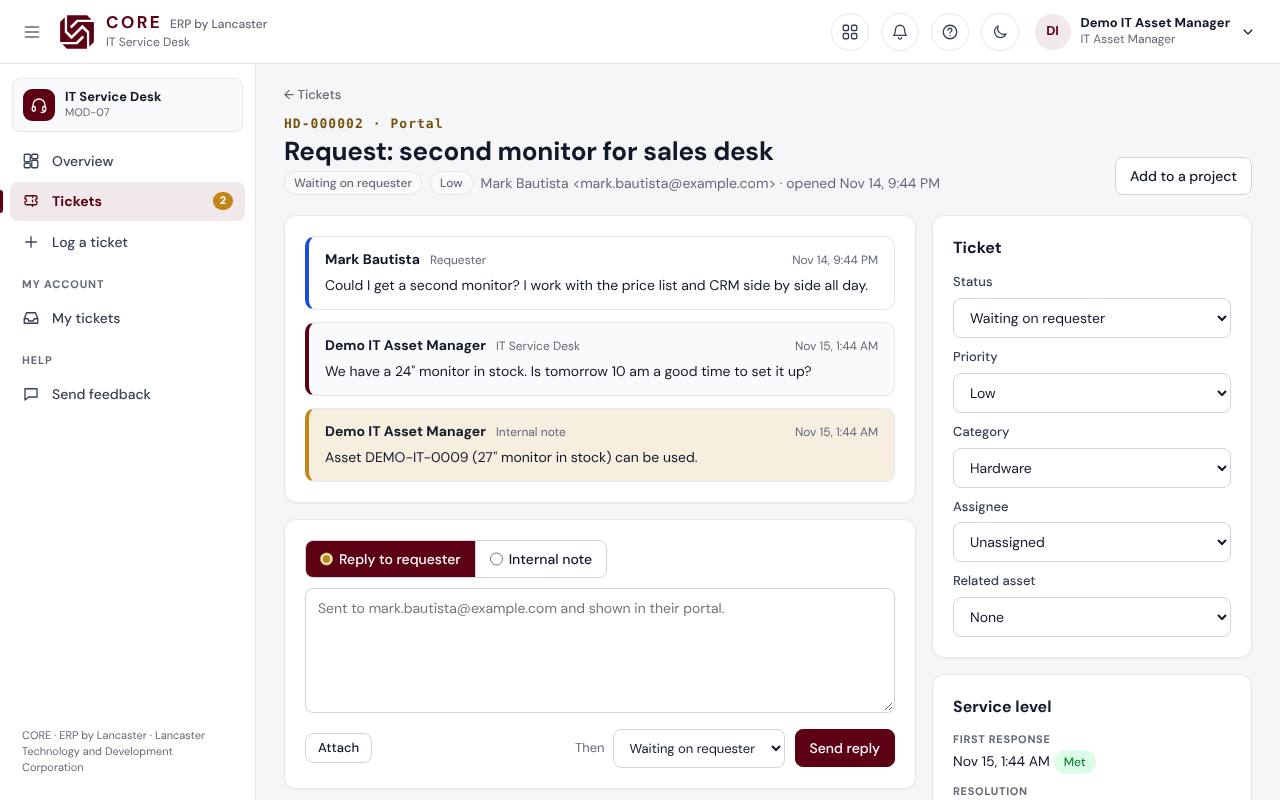 CORE ERP by Lancaster
IT Service Desk
DI
Demo IT Asset Manager
IT Asset Manager
IT Service Desk
MOD-07
Overview
Tickets 2
Log a ticket
MY ACCOUNT
My tickets
HELP
Send feedback
CORE · ERP by Lancaster · Lancaster
Technology and Development
Corporation
← Tickets
HD-000002 · Portal
Request: second monitor for sales desk
Waiting on requester Low Mark Bautista <mark.bautista@example.com> · opened Nov 14, 9:44 PM
Add to a project
Mark Bautista Requester Nov 14, 9:44 PM
Could I get a second monitor? I work with the price list and CRM side by side all day.
Demo IT Asset Manager IT Service Desk Nov 15, 1:44 AM
We have a 24" monitor in stock. Is tomorrow 10 am a good time to set it up?
Demo IT Asset Manager Internal note Nov 15, 1:44 AM
Asset DEMO-IT-0009 (27" monitor in stock) can be used.
Reply to requester Internal note
Sent to mark.bautista@example.com and shown in their portal.
Attach Then Waiting on requester Send reply
Ticket
Status
Waiting on requester
Priority
Low
Category
Hardware
Assignee
Unassigned
Related asset
None
Service level
FIRST RESPONSE
Nov 15, 1:44 AM Met
RESOLUTION